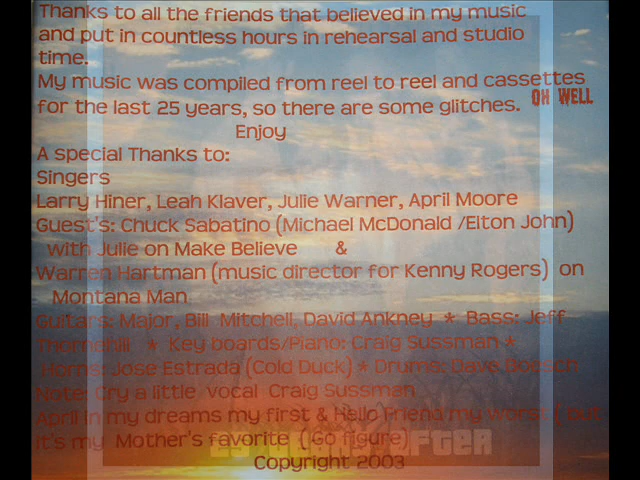 Thanks to all the friends that believed in my music
and put in countless hours in rehearsal and studio
time.
My music was compiled from reel to reel and cassettes
for the last 25 years, so there are some glitches. OH WELL
Enjoy
A special Thanks to:
Singers
Larry Hiner, Leah Klaver, Julie Warner, April Moore
Guest's: Chuck Sabatino (Michael McDonald /Elton John)
with Julie on Make Believe &
Warren Hartman (music director for Kenny Rogers) on
Montana Man
Guitars: Major, Bill Mitchell, David Ankney * Bass: Jeff
Thornehill * Key boards/Piano: Craig Sussman *
Horns: Jose Estrada (Cold Duck) * Drums: Dave Boesch
Note: Cry a little vocal Craig Sussman
April in my dreams my first & Hello Friend my worst ( but
it's my Mother's favorite (Go figure)
25 YEARS AFTER
Copyright 2003